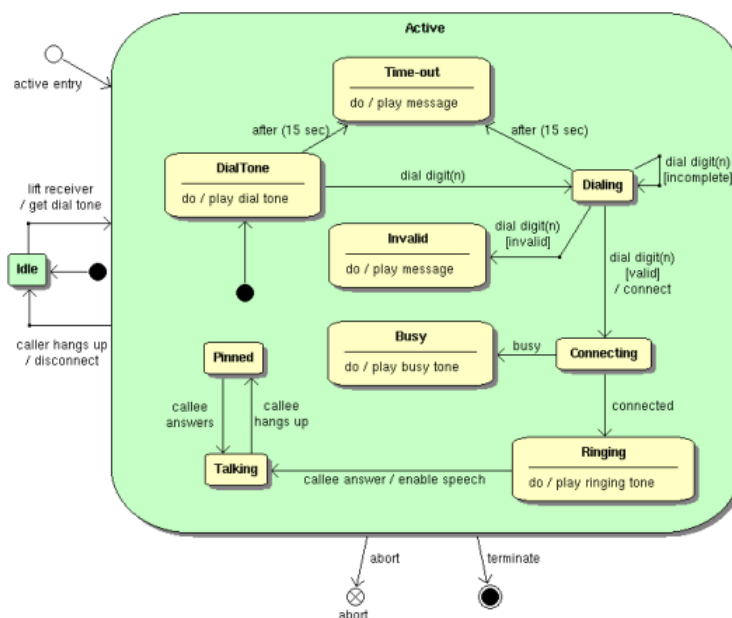 Active
active entry
Time-out
do / play message
after (15 sec)
after (15 sec)
DialTone
do / play dial tone
dial digit(n)
Dialing
dial digit(n)
[incomplete]
lift receiver
/ get dial tone
Invalid
do / play message
dial digit(n)
[invalid]
dial digit(n)
[valid]
/ connect
Idle
caller hangs up
/ disconnect
Pinned
Busy
do / play busy tone
busy
Connecting
callee
answers
callee
hangs up
connected
Talking
callee answer / enable speech
Ringing
do / play ringing tone
abort
terminate
abort